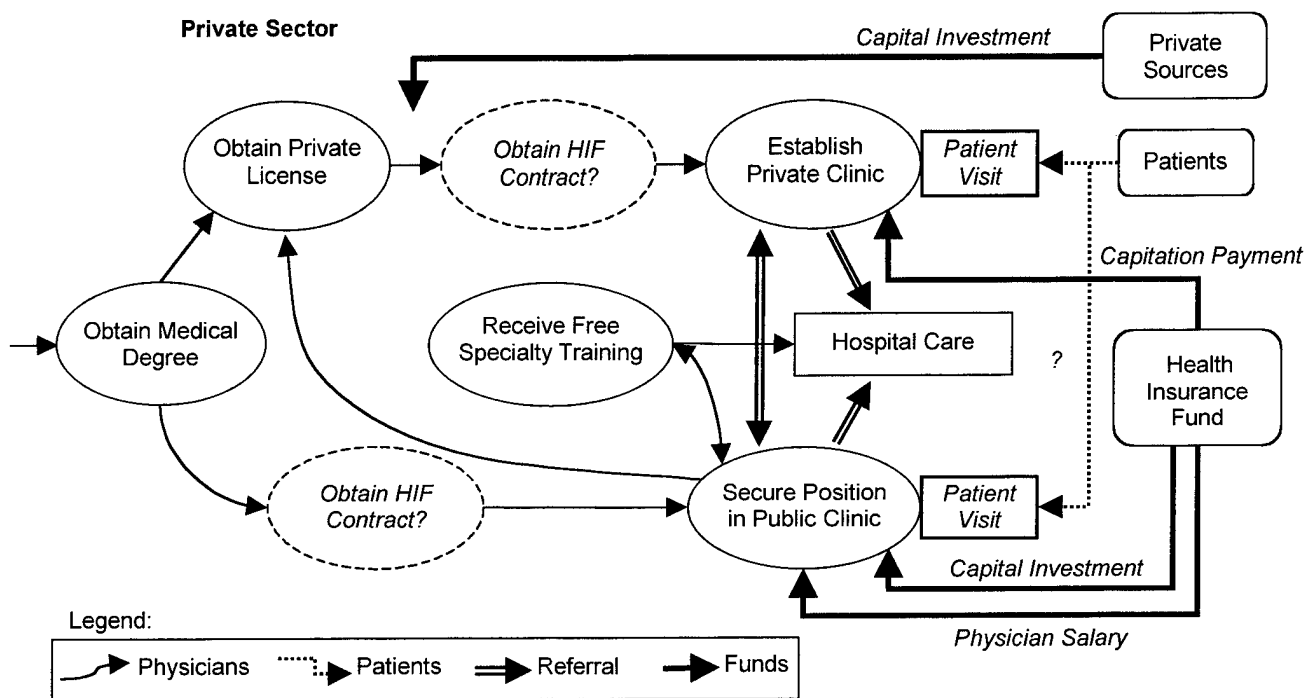 Private Sector
Capital Investment
Private
Sources
Obtain Private
License
Obtain HIF
Contract?
Establish
Private Clinic
Patient
Visit
Patients
Capitation Payment
Obtain Medical
Degree
Receive Free
Specialty Training
Hospital Care
?
Health
Insurance
Fund
Obtain HIF
Contract?
Secure Position
in Public Clinic
Patient
Visit
Capital Investment
Physician Salary
Legend:
Physicians
Patients
Referral
Funds